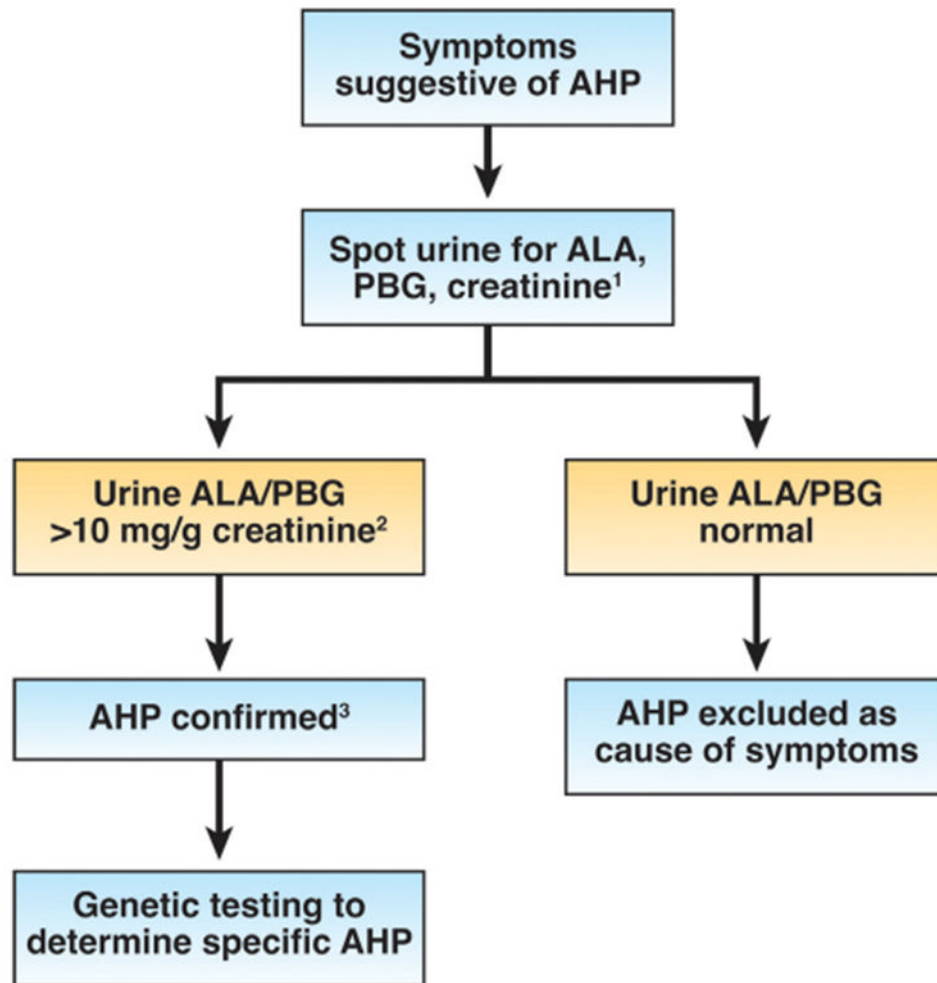 Symptoms
suggestive of AHP
Spot urine for ALA,
PBG, creatinine¹
Urine ALA/PBG
>10 mg/g creatinine²
Urine ALA/PBG
normal
AHP confirmed³
AHP excluded as
cause of symptoms
Genetic testing to
determine specific AHP